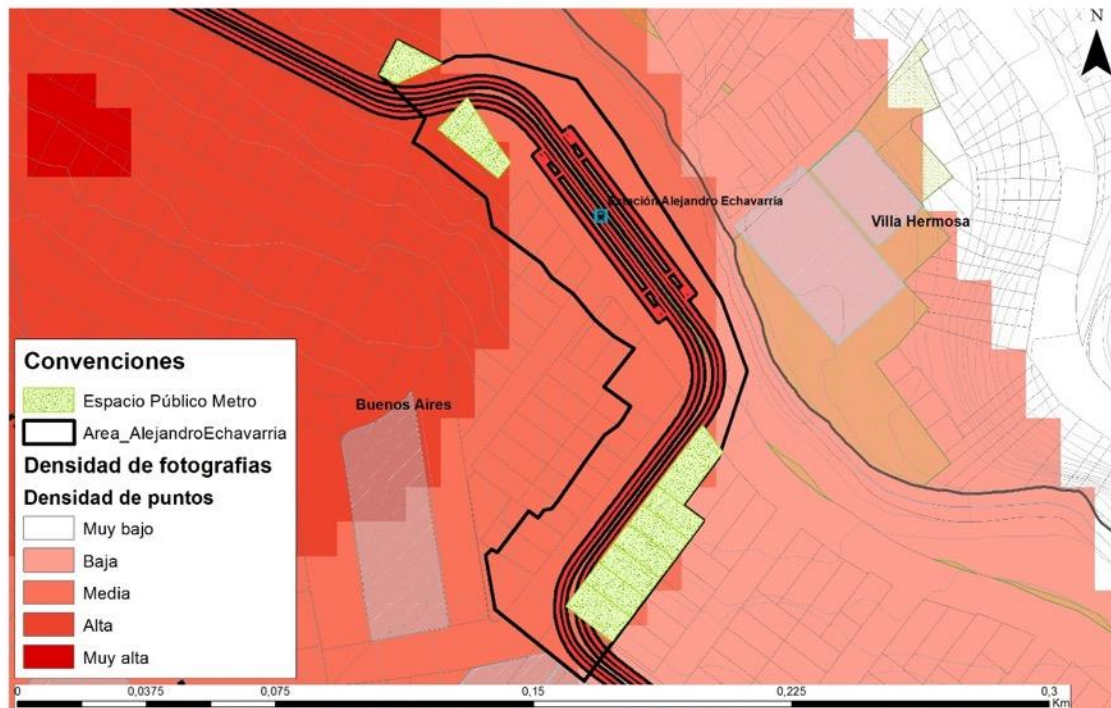 N
Estación Alejandro Echavarría
Villa Hermosa
Buenos Aires
Convenciones
Espacio Público Metro
Area_AlejandroEchavarria
Densidad de fotografias
Densidad de puntos
Muy bajo
Baja
Media
Alta
Muy alta
0 0,0375 0,075 0,15 0,225 0,3
Km